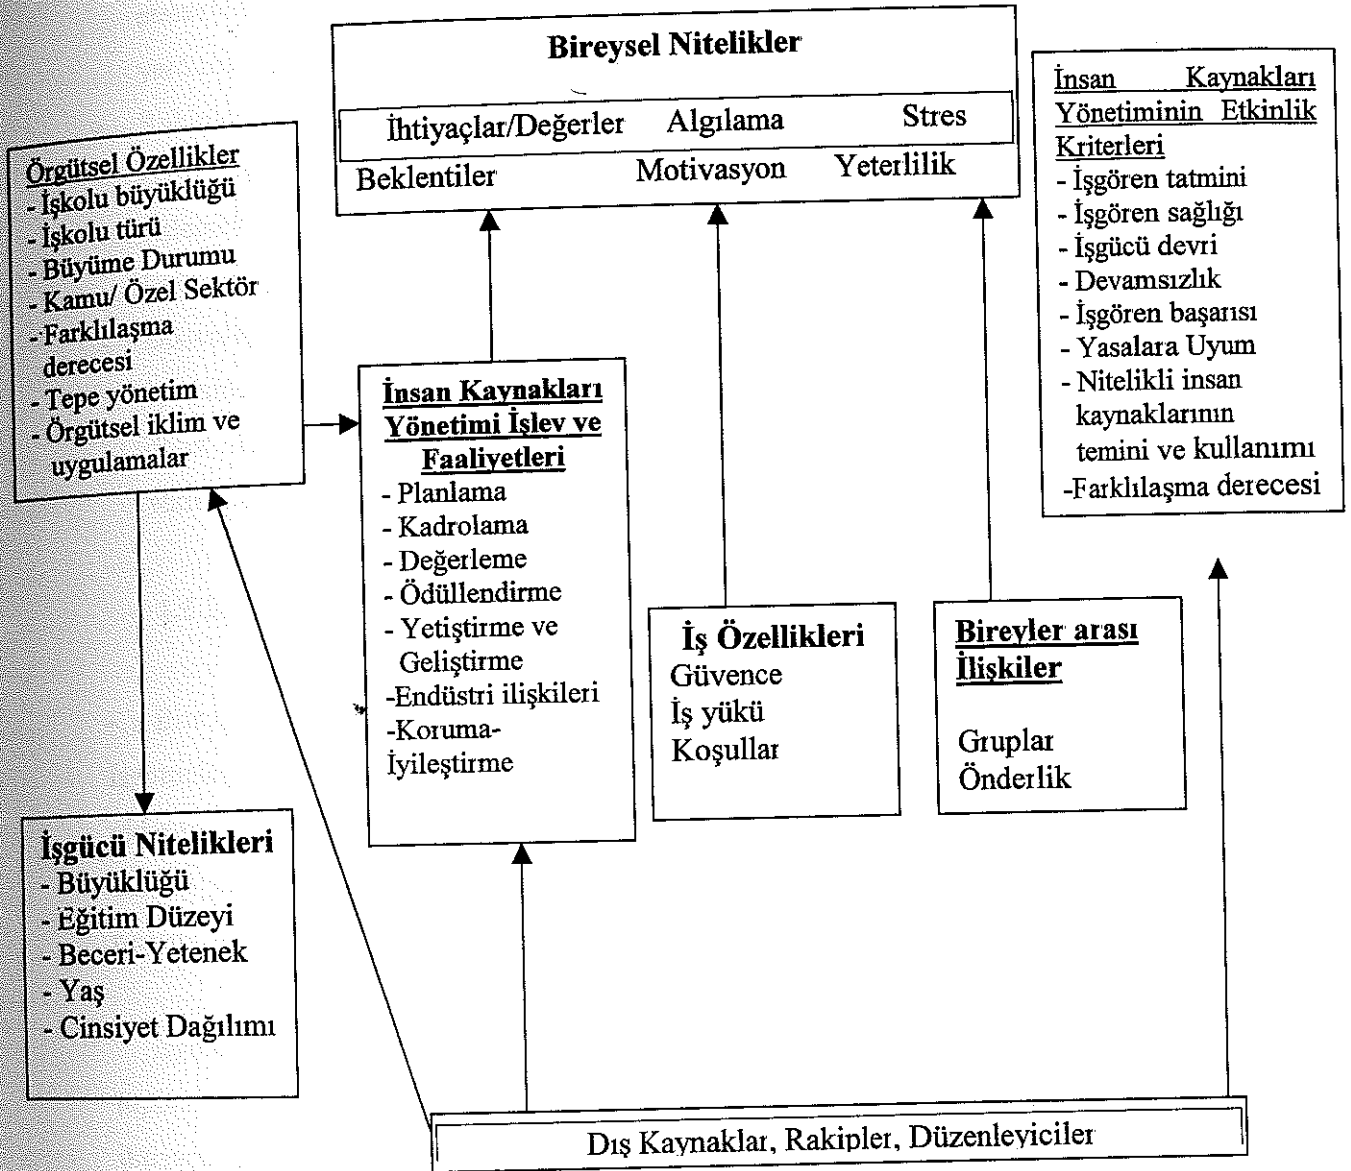 Bireysel Nitelikler
İhtiyaçlar/Değerler Algılama Stres
Beklentiler Motivasyon Yeterlilik
Örgütsel Özellikler
- İşkolu büyüklüğü
- İşkolu türü
- Büyüme Durumu
- Kamu/ Özel Sektör
- Farklılaşma
derecesi
- Tepe yönetim
- Örgütsel iklim ve
uygulamalar
İnsan Kaynakları
Yönetiminin Etkinlik
Kriterleri
- İşgören tatmini
- İşgören sağlığı
- İşgücü devri
- Devamsızlık
- İşgören başarısı
- Yasalara Uyum
- Nitelikli insan
kaynaklarının
temini ve kullanımı
-Farklılaşma derecesi
İnsan Kaynakları
Yönetimi İşlev ve
Faaliyetleri
- Planlama
- Kadrolama
- Değerleme
- Ödüllendirme
- Yetiştirme ve
Geliştirme
-Endüstri ilişkileri
-Koruma-
İyileştirme
İş Özellikleri
Güvence
İş yükü
Koşullar
Bireyler arası
İlişkiler
Gruplar
Önderlik
İşgücü Nitelikleri
- Büyüklüğü
- Eğitim Düzeyi
- Beceri-Yetenek
- Yaş
- Cinsiyet Dağılımı
Dış Kaynaklar, Rakipler, Düzenleyiciler